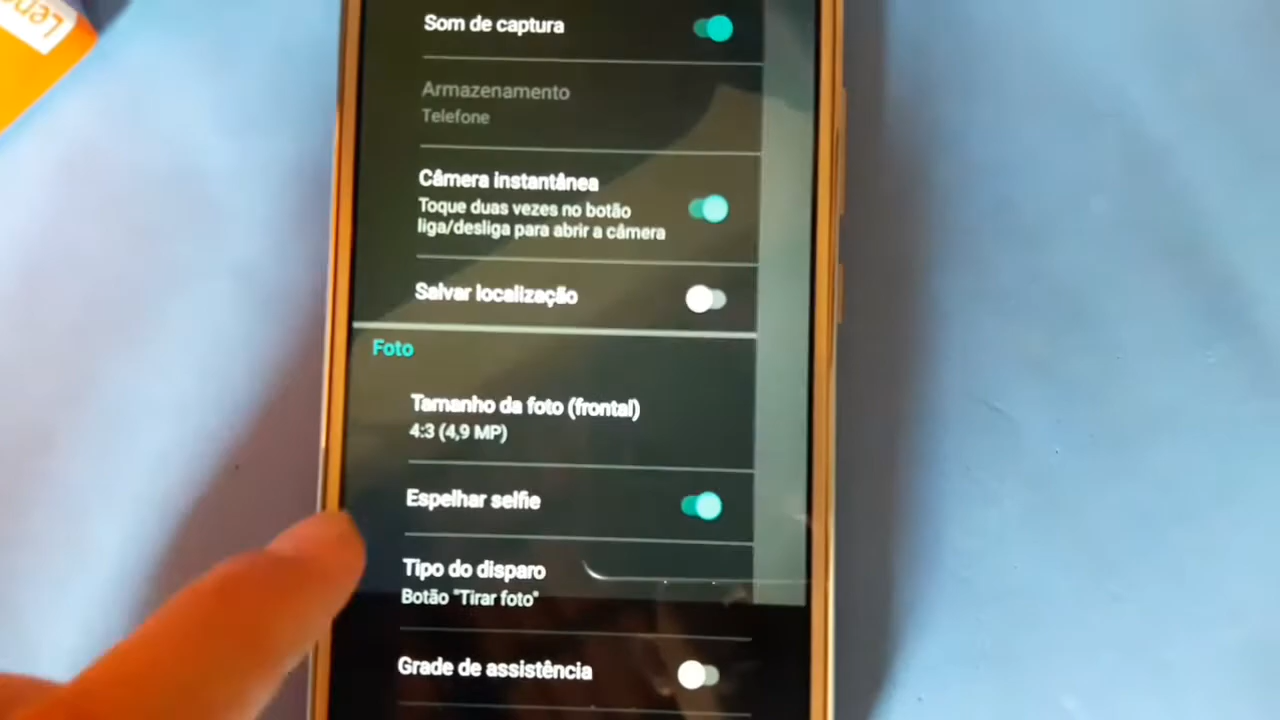 Som de captura
Armazenamento
Telefone
Câmera instantânea
Toque duas vezes no botão
liga/desliga para abrir a câmera
Salvar localização
Foto
Tamanho da foto (frontal)
4:3 (4,9 MP)
Espelhar selfie
Tipo do disparo
Botão "Tirar foto"
Grade de assistência